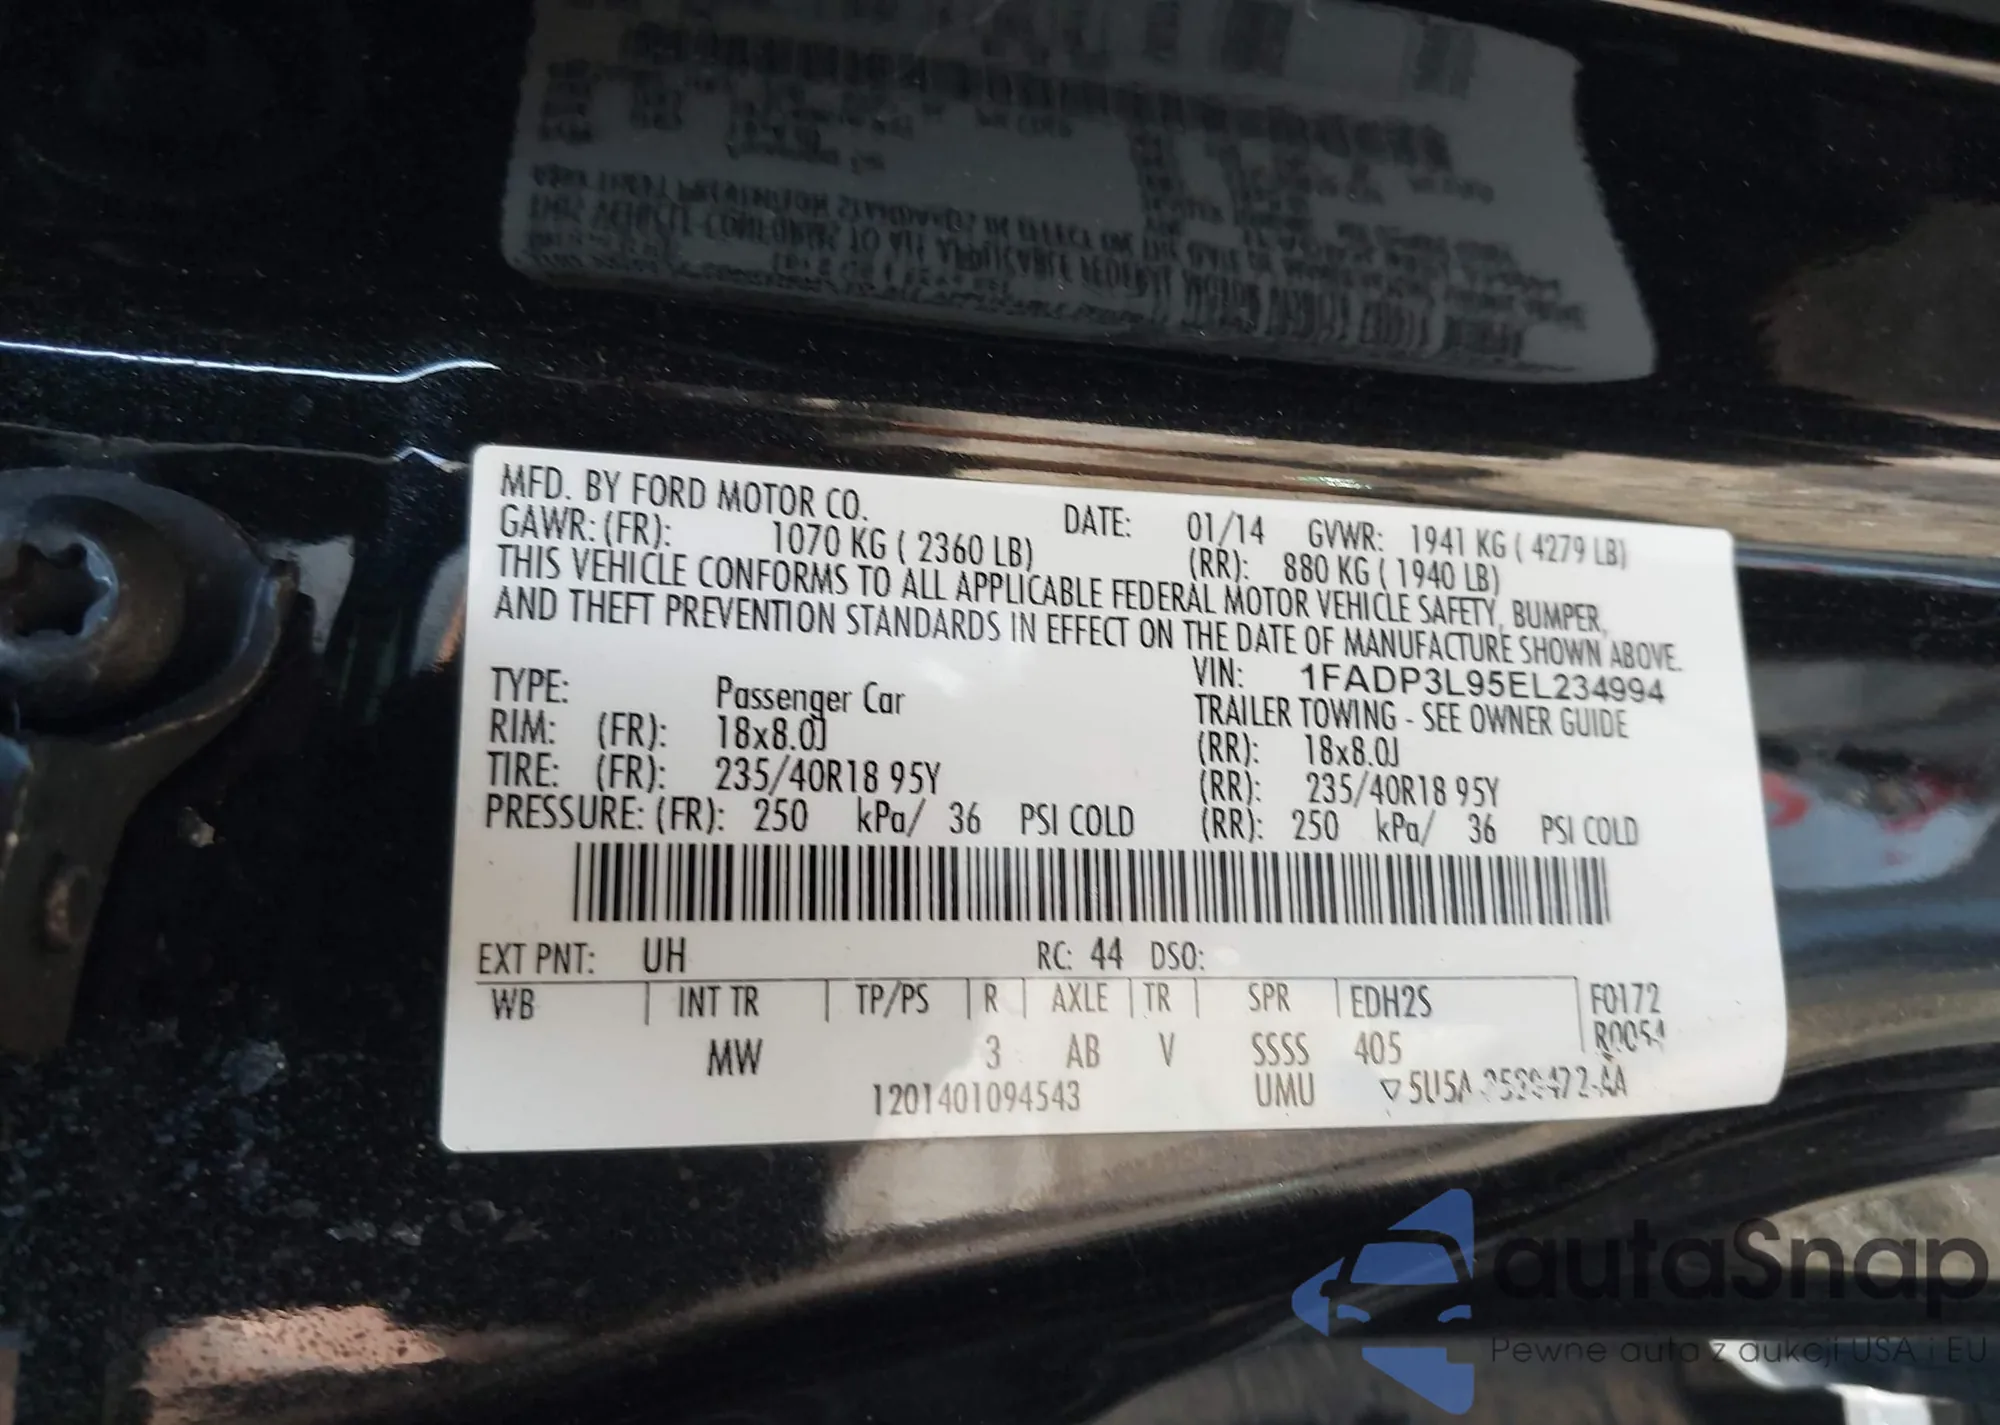 MFD. BY FORD MOTOR CO. DATE: 01/14 GVWR: 1941 KG ( 4279 LB)
GAWR: (FR): 1070 KG ( 2360 LB) (RR): 880 KG ( 1940 LB)
THIS VEHICLE CONFORMS TO ALL APPLICABLE FEDERAL MOTOR VEHICLE SAFETY, BUMPER,
AND THEFT PREVENTION STANDARDS IN EFFECT ON THE DATE OF MANUFACTURE SHOWN ABOVE.
VIN: 1FADP3L95EL234994
TYPE: Passenger Car TRAILER TOWING - SEE OWNER GUIDE
RIM: (FR): 18x8.0J (RR): 18x8.0J
TIRE: (FR): 235/40R18 95Y (RR): 235/40R18 95Y
PRESSURE: (FR): 250 kPa/ 36 PSI COLD (RR): 250 kPa/ 36 PSI COLD
EXT PNT: UH RC: 44 DSO:
WB INT TR TP/PS R AXLE TR SPR EDH2S F0172
MW 3 AB V SSSS 405 R0054
1201401094543 UMU
autaSnap
Pewne auta z aukcji USA i EU